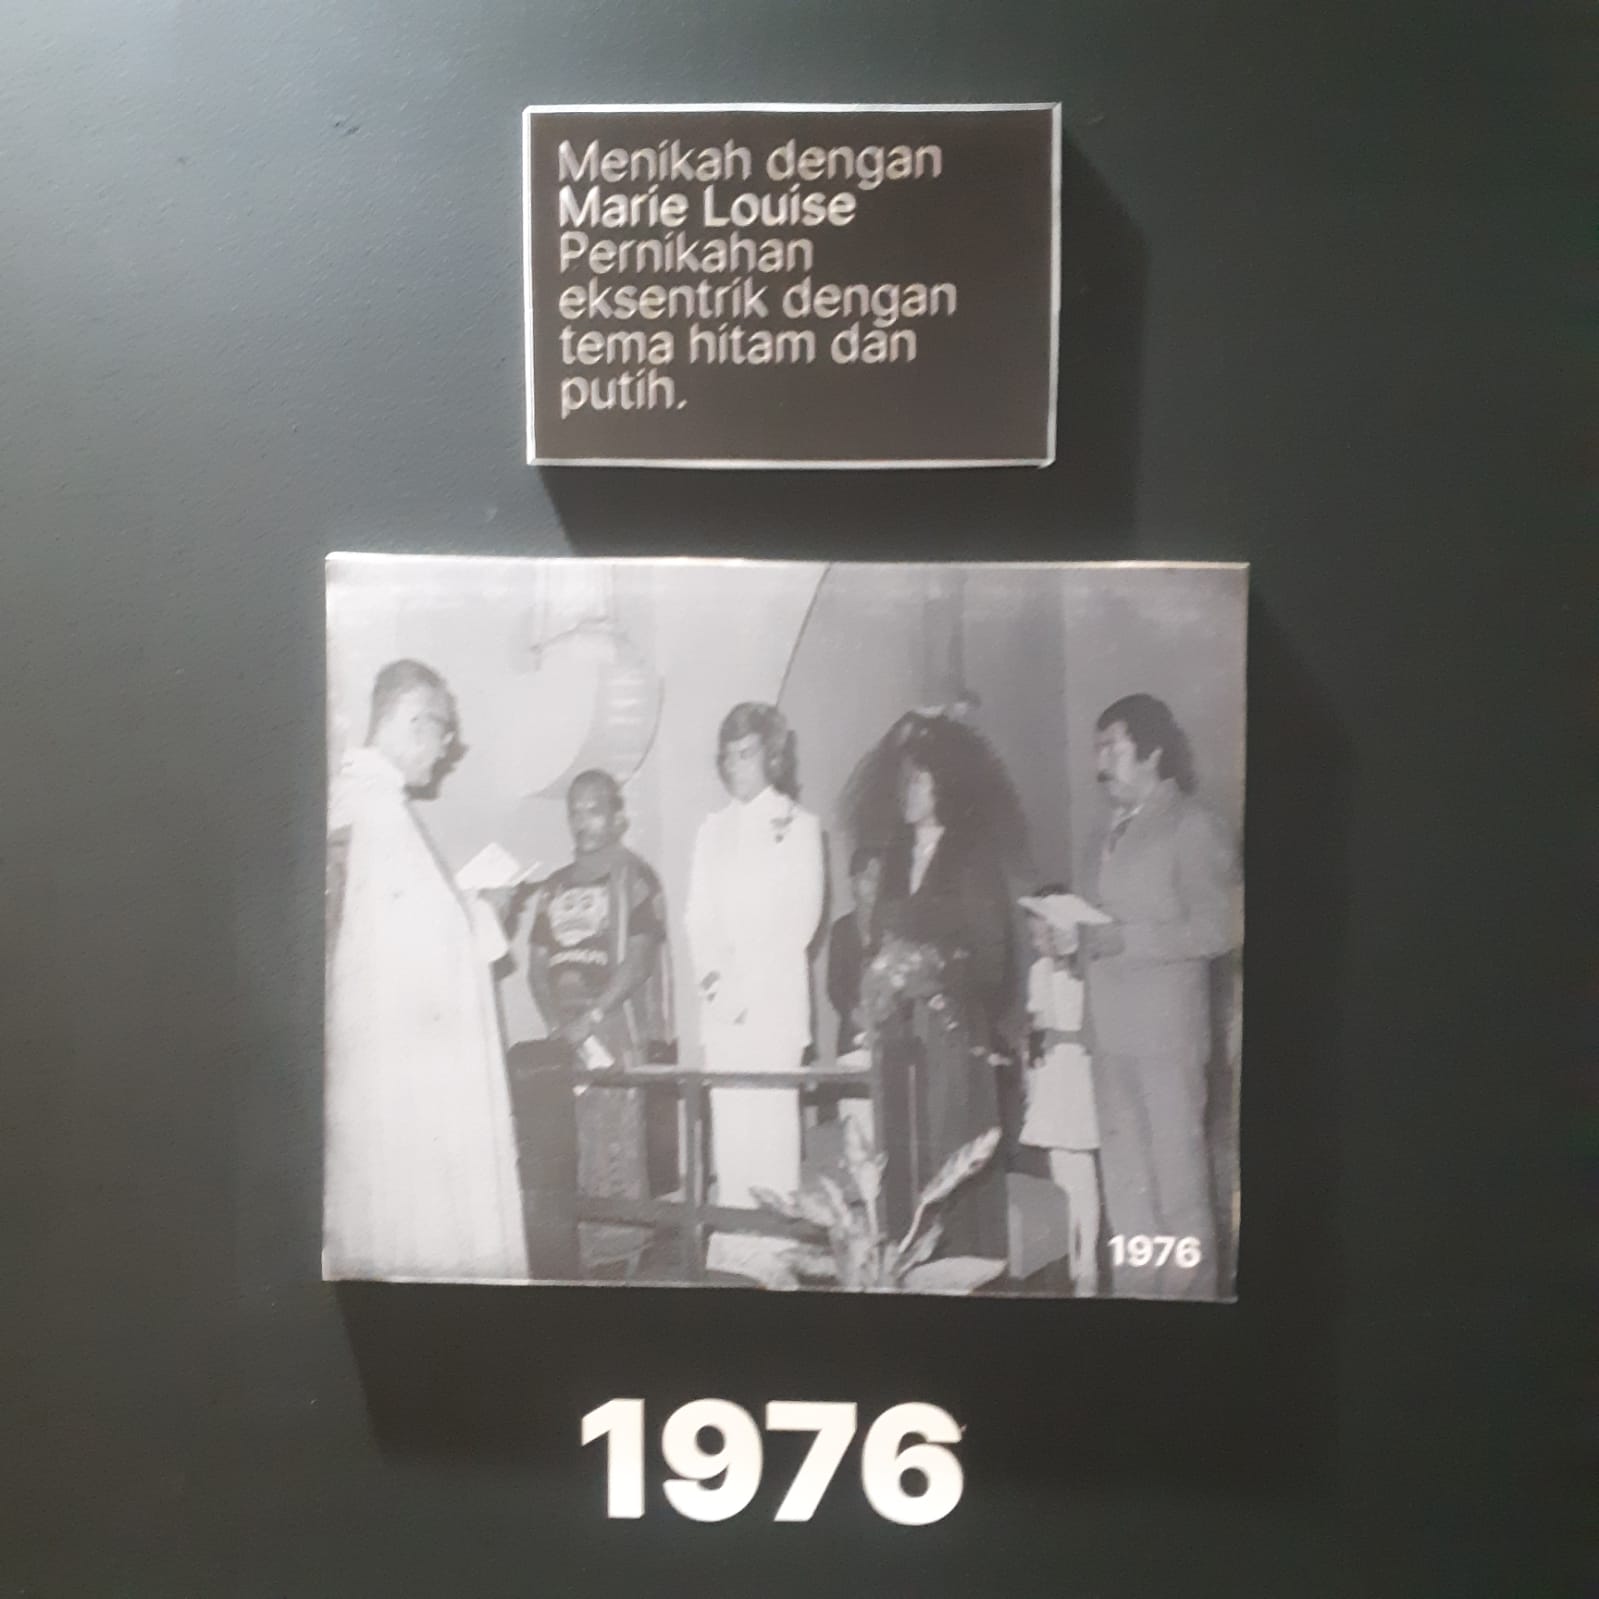 Menikah dengan
Marie Louise
Pernikahan
eksentrik dengan
tema hitam dan
putih.
1976
1976